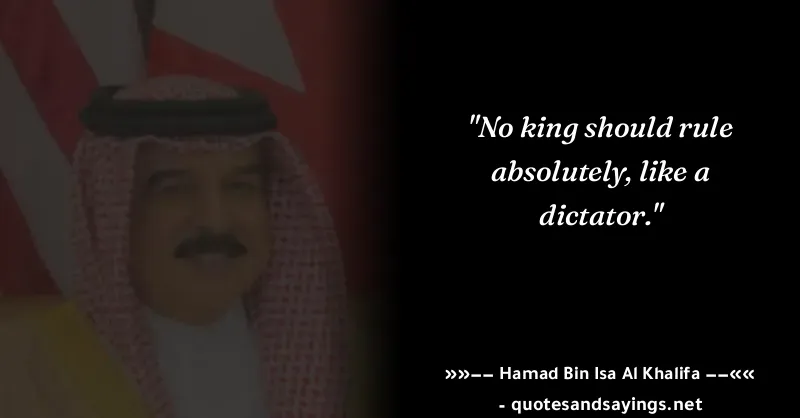 "No king should rule
absolutely, like a
dictator."
»»−− Hamad Bin Isa Al Khalifa −−««
- quotesandsayings.net